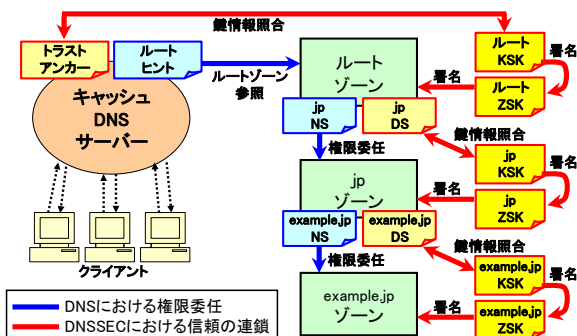 鍵情報照合
トラスト
アンカー
ルート
ヒント
ルートゾーン
参照
ルート
ゾーン
署名
ルート
KSK
署名
ルート
ZSK
キャッシュ
DNS
サーバー
jp
NS
jp
DS
権限委任
鍵情報照合
jp
KSK
署名
jp
ゾーン
署名
jp
ZSK
example.jp
NS
example.jp
DS
権限委任
鍵情報照合
example.jp
KSK
署名
example.jp
ゾーン
署名
example.jp
ZSK
クライアント
DNSにおける権限委任
DNSSECにおける信頼の連鎖